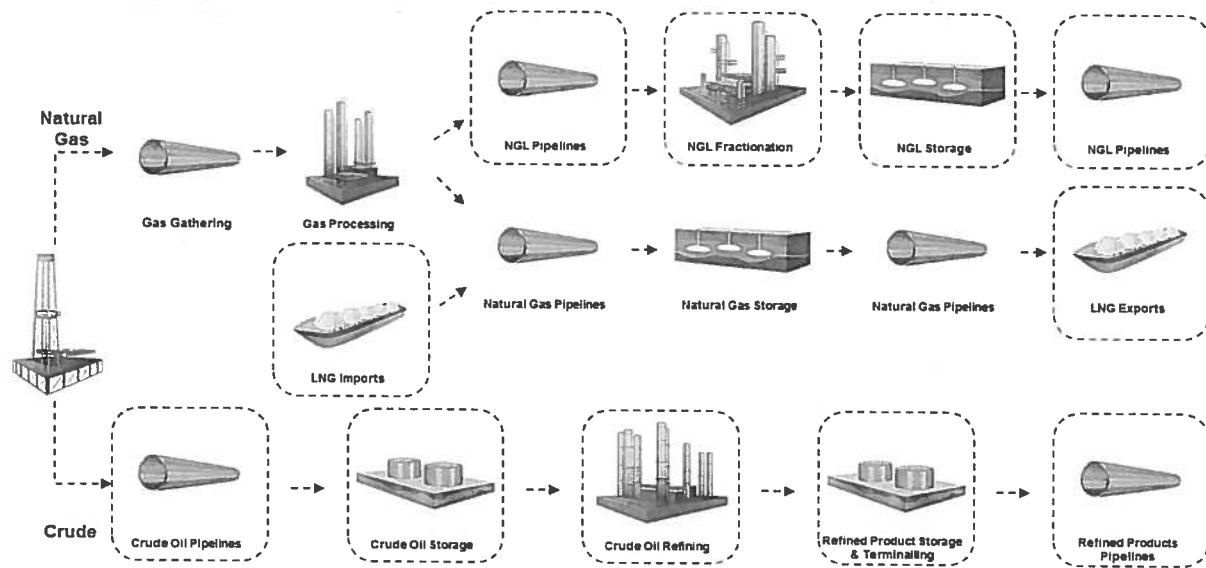 NGL Pipelines
NGL Fractionation
NGL Storage
NGL Pipelines
Natural
Gas
Gas Gathering
Gas Processing
Natural Gas Pipelines
Natural Gas Storage
Natural Gas Pipelines
LNG Exports
LNG Imports
Crude
Crude Oil Pipelines
Crude Oil Storage
Crude Oil Refining
Refined Product Storage
& Terminalling
Refined Products
Pipelines